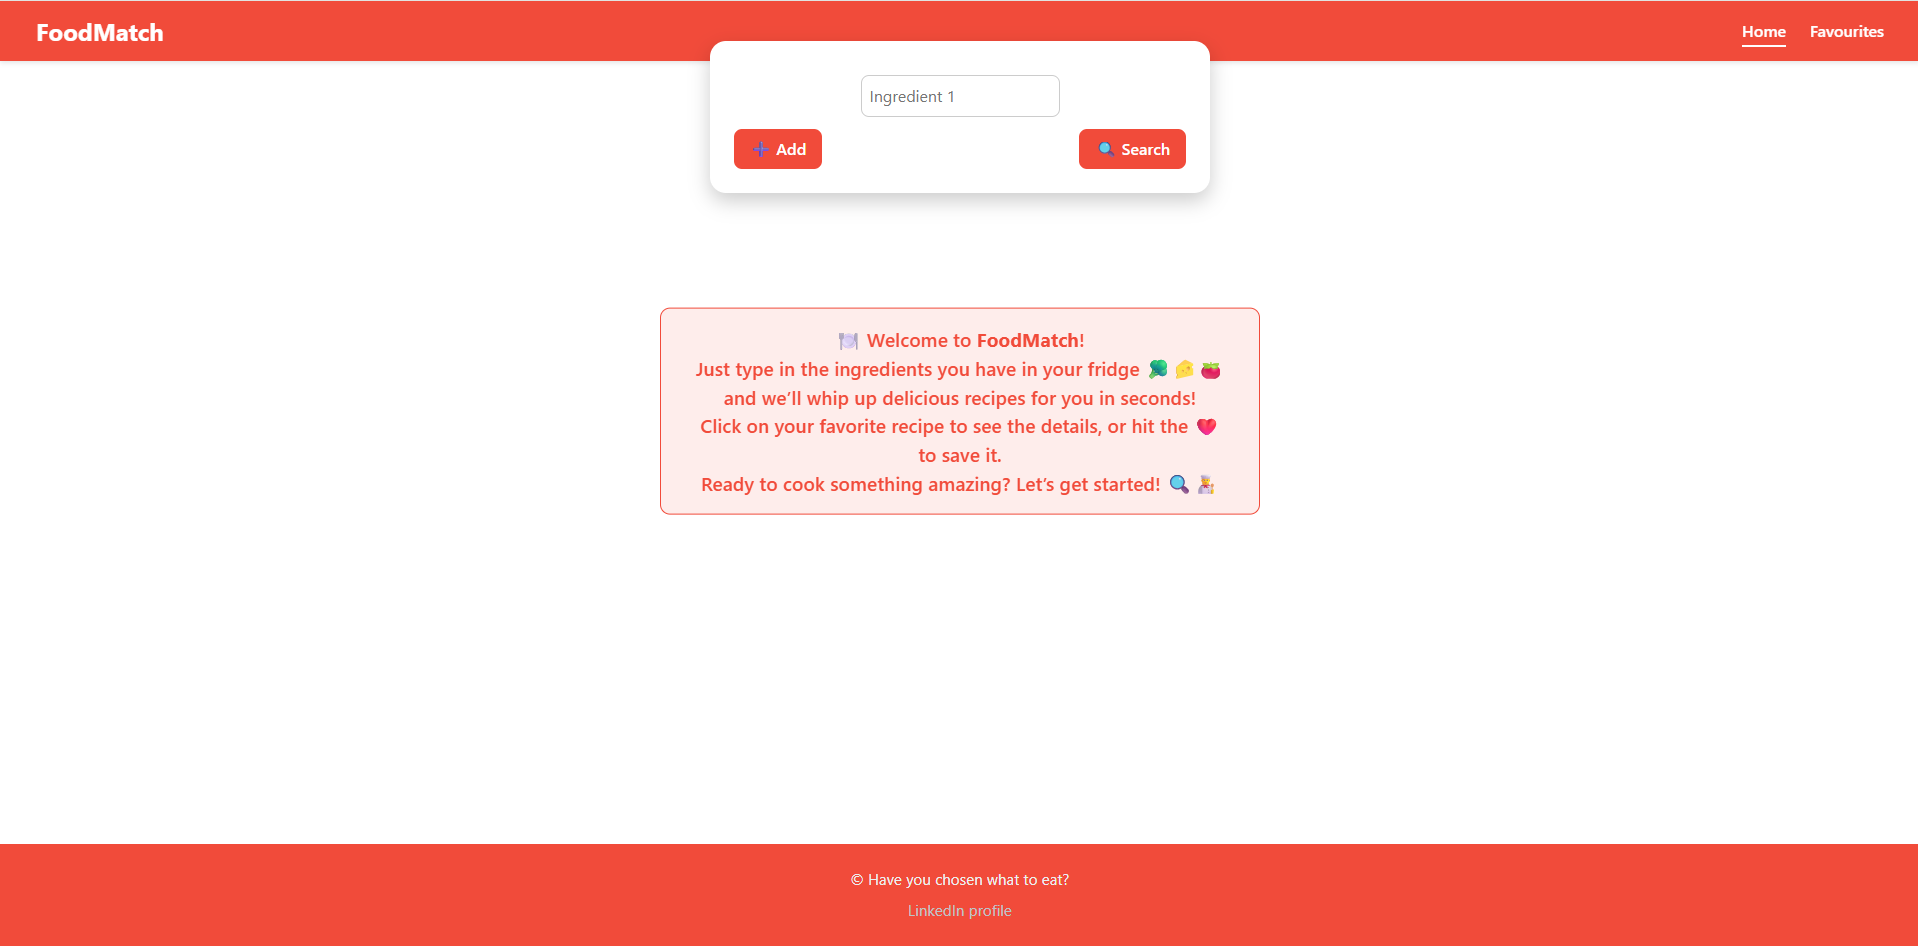 FoodMatch
Home
Favourites
Ingredient 1
➕ Add
🔍 Search
🍽️ Welcome to FoodMatch!
Just type in the ingredients you have in your fridge 🥦 🧀 🍅
and we’ll whip up delicious recipes for you in seconds!
Click on your favorite recipe to see the details, or hit the ❤️
to save it.
Ready to cook something amazing? Let’s get started! 🔍 👨‍🍳
© Have you chosen what to eat?
LinkedIn profile